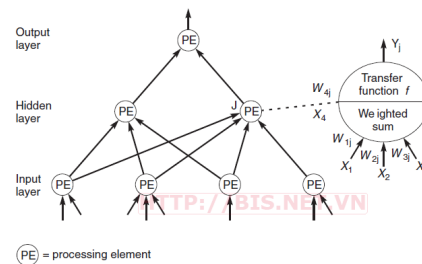 Output
layer
PE
Hidden
layer
PE
J
PE
Input
layer
PE
PE
PE
PE
Yj
Transfer
function f
Weighted
sum
W4j
X4
W1j
W2j
W3j
X1
X2
X
HTTP://BIS.NET.VN
PE = processing element